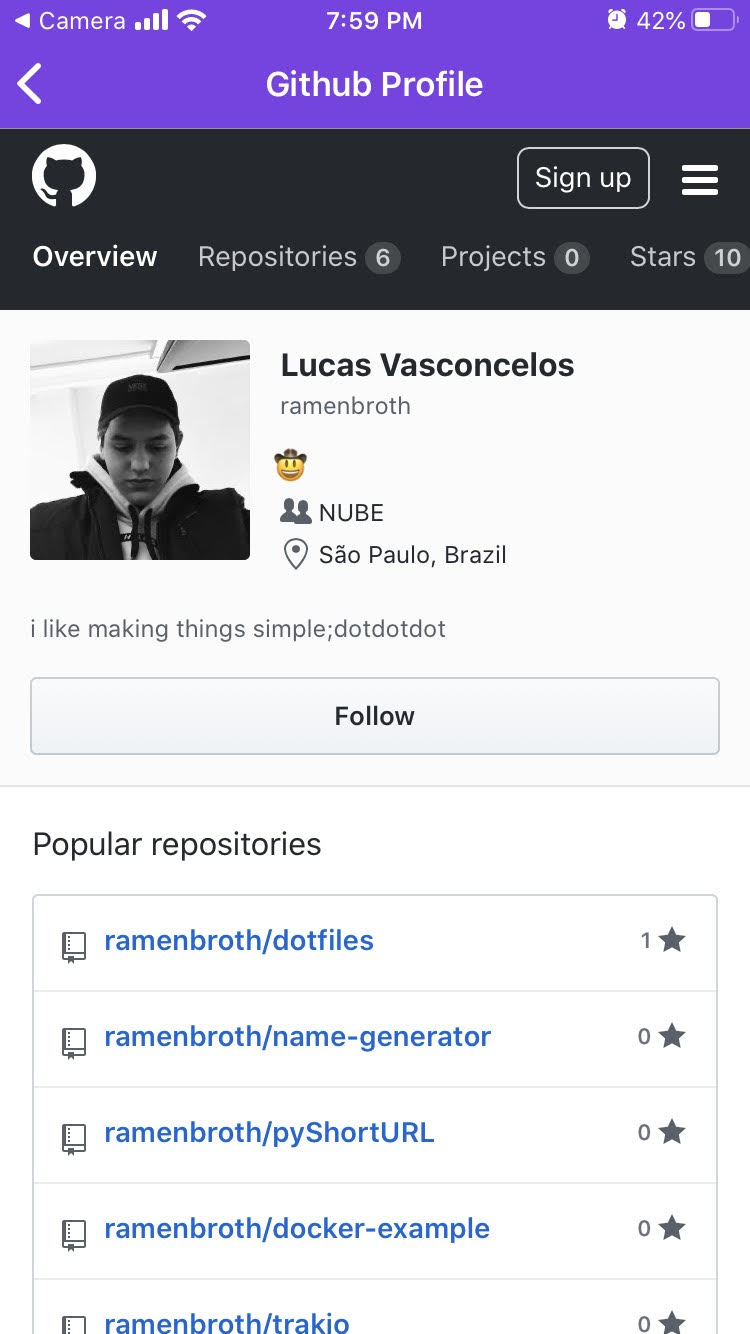 Camera 7:59 PM 42%
Github Profile
Sign up
Overview Repositories 6 Projects 0 Stars 10
Lucas Vasconcelos
ramenbroth
NUBE
São Paulo, Brazil
i like making things simple;dotdotdot
Follow
Popular repositories
ramenbroth/dotfiles 1
ramenbroth/name-generator 0
ramenbroth/pyShortURL 0
ramenbroth/docker-example 0
ramenbroth/trakio 0